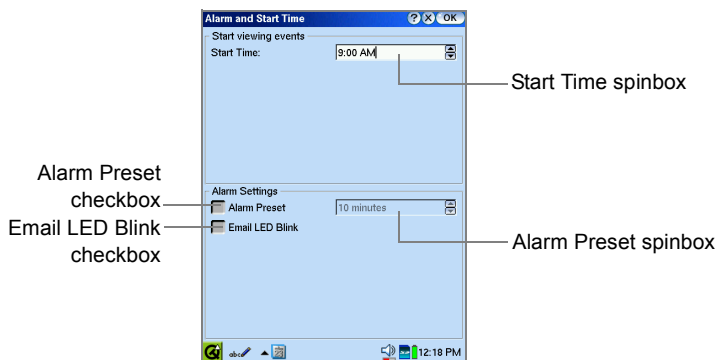 Alarm and Start Time ? X OK
Start viewing events
Start Time: 9:00 AM
Start Time spinbox
Alarm Preset
checkbox
Email LED Blink
checkbox
Alarm Settings
Alarm Preset 10 minutes
Email LED Blink
Alarm Preset spinbox
abc 12:18 PM